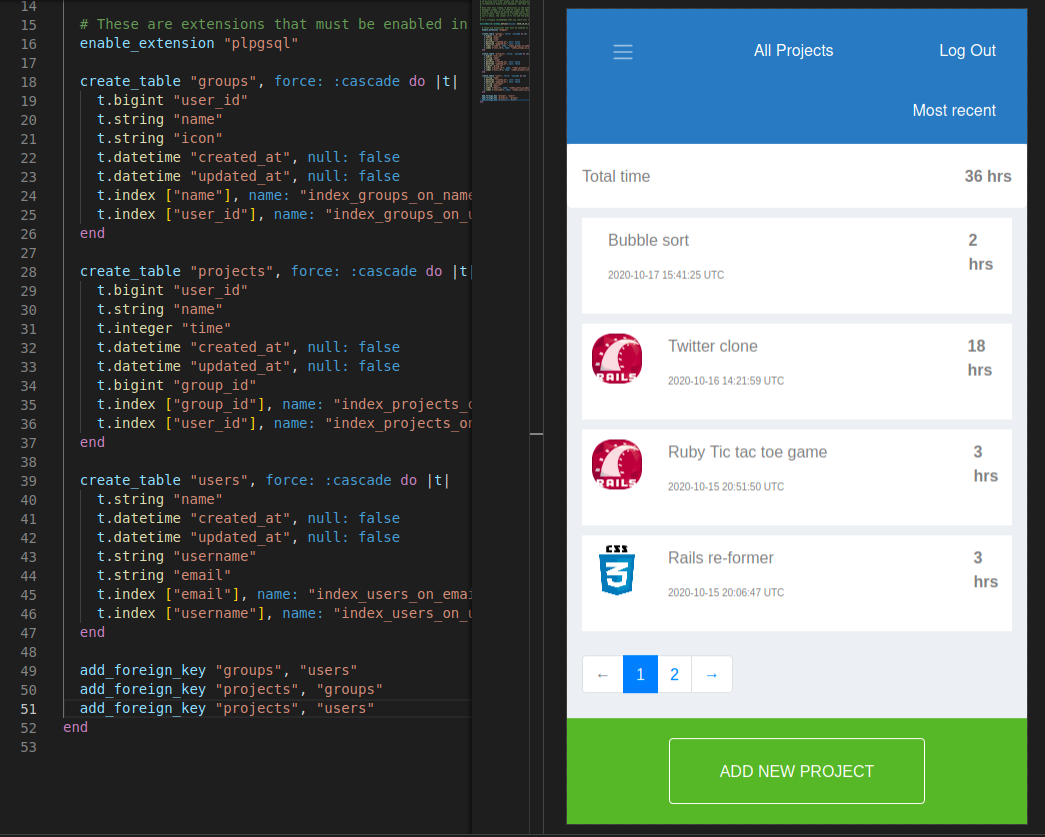 14
15 # These are extensions that must be enabled in
16 enable_extension "plpgsql"
17
18 create_table "groups", force: :cascade do |t|
19 t.bigint "user_id"
20 t.string "name"
21 t.string "icon"
22 t.datetime "created_at", null: false
23 t.datetime "updated_at", null: false
24 t.index ["name"], name: "index_groups_on_name
25 t.index ["user_id"], name: "index_groups_on_u
26 end
27
28 create_table "projects", force: :cascade do |t|
29 t.bigint "user_id"
30 t.string "name"
31 t.integer "time"
32 t.datetime "created_at", null: false
33 t.datetime "updated_at", null: false
34 t.bigint "group_id"
35 t.index ["group_id"], name: "index_projects_o
36 t.index ["user_id"], name: "index_projects_on
37 end
38
39 create_table "users", force: :cascade do |t|
40 t.string "name"
41 t.datetime "created_at", null: false
42 t.datetime "updated_at", null: false
43 t.string "username"
44 t.string "email"
45 t.index ["email"], name: "index_users_on_emai
46 t.index ["username"], name: "index_users_on_u
47 end
48
49 add_foreign_key "groups", "users"
50 add_foreign_key "projects", "groups"
51 add_foreign_key "projects", "users"
52 end
53
All Projects
Log Out
Most recent
Total time 36 hrs
Bubble sort 2
hrs
2020-10-17 15:41:25 UTC
Twitter clone 18
hrs
RAILS
2020-10-16 14:21:59 UTC
Ruby Tic tac toe game 3
hrs
RAILS
2020-10-15 20:51:50 UTC
CSS
3
Rails re-former 3
hrs
2020-10-15 20:06:47 UTC
← 1 2 →
ADD NEW PROJECT